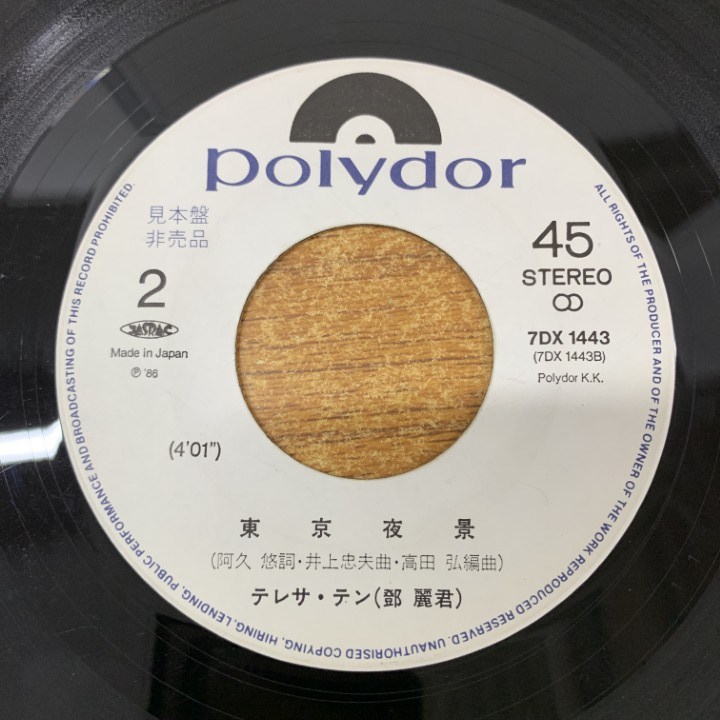 polydor
見本盤
非売品
2
JASRAC
Made in Japan
Ⓟ '86
45
STEREO
7DX 1443
(7DX 1443B)
Polydor K.K.
(4'01")
東京夜景
(阿久 悠詞・井上忠夫曲・高田 弘編曲)
テレサ・テン(鄧 麗君)
ALL RIGHTS OF THE PRODUCER AND OF THE OWNER OF THE WORK REPRODUCED RESERVED. UNAUTHORISED COPYING, HIRING, LENDING, PUBLIC PERFORMANCE AND BROADCASTING OF THIS RECORD PROHIBITED.